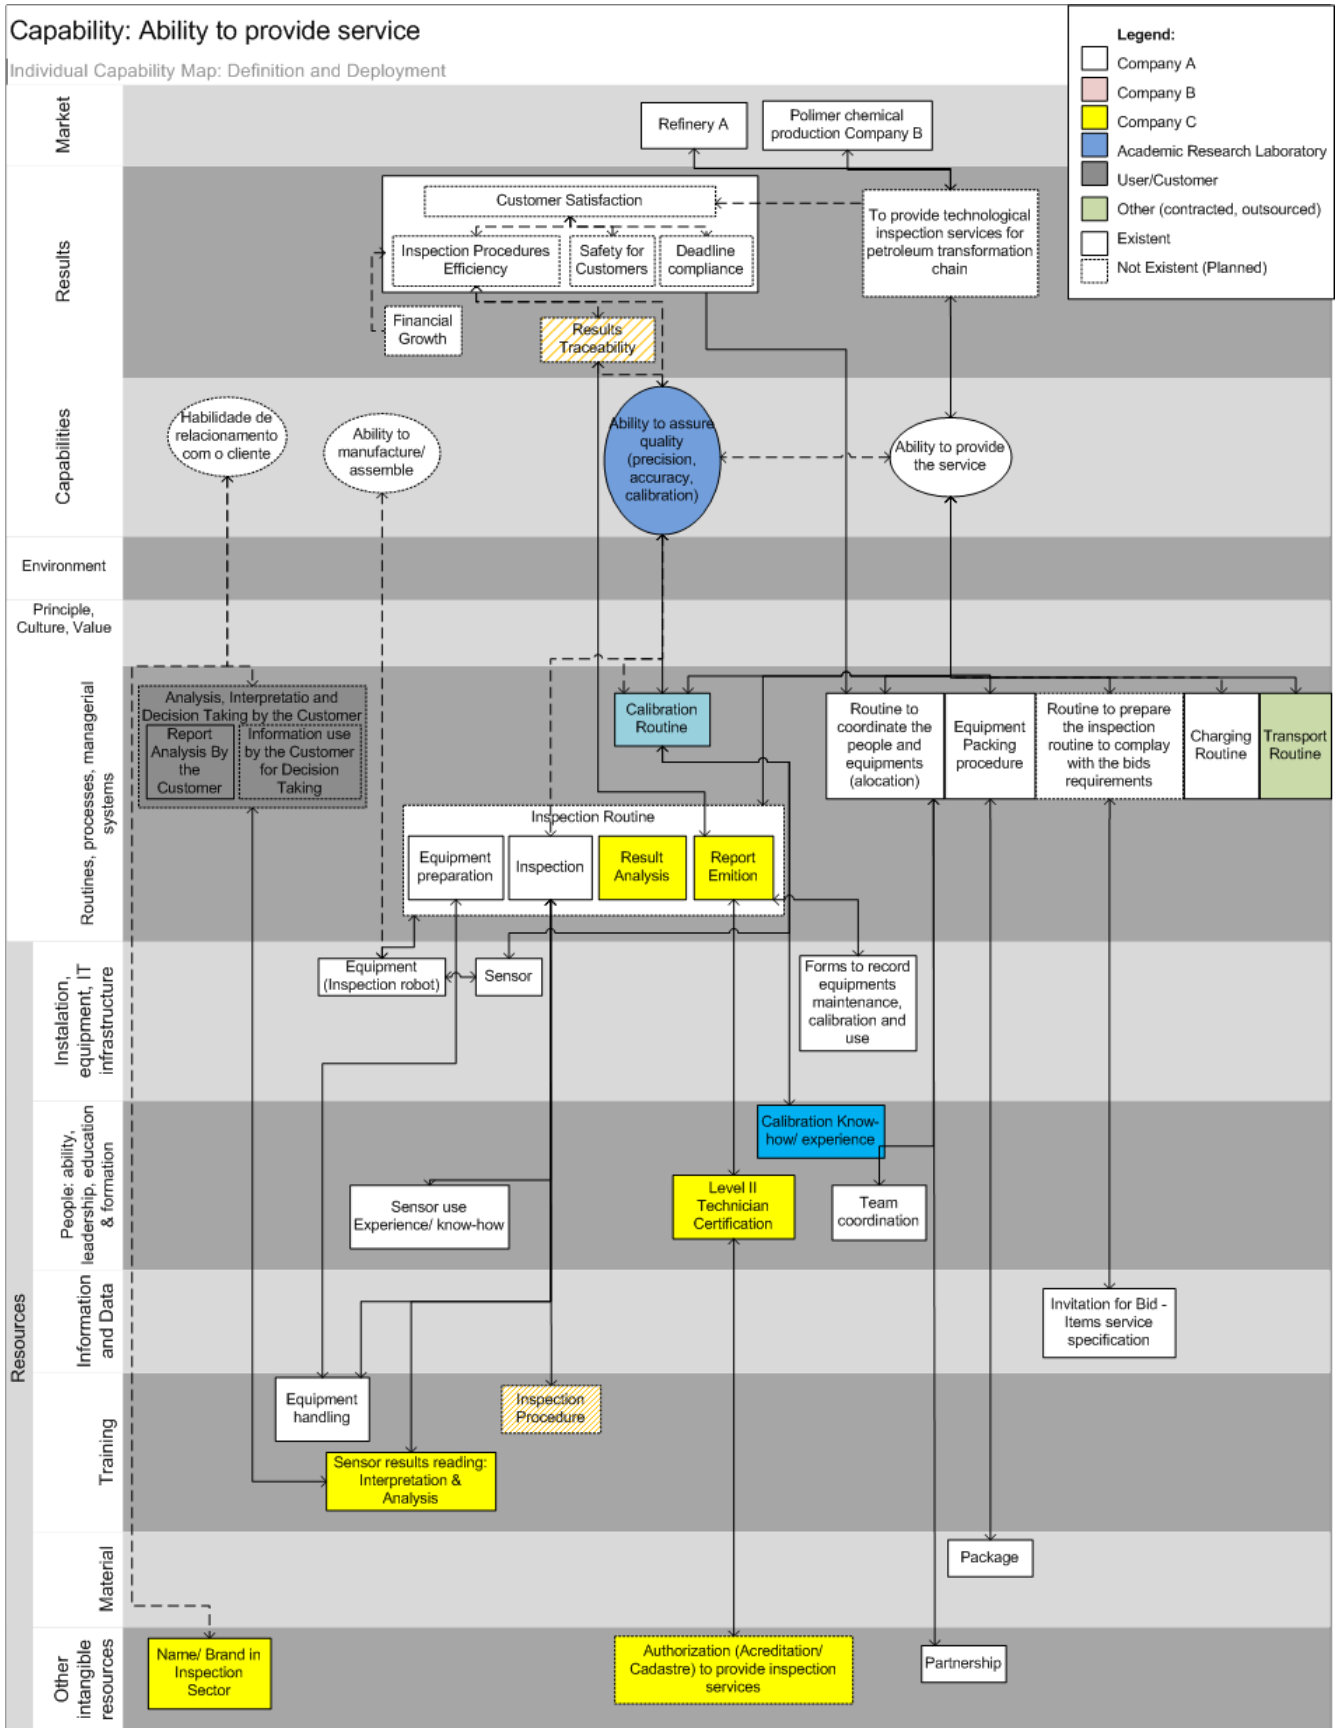 Capability: Ability to provide service
Individual Capability Map: Definition and Deployment
Legend:
Company A
Company B
Company C
Academic Research Laboratory
User/Customer
Other (contracted, outsourced)
Existent
Not Existent (Planned)
Market
Refinery A
Polimer chemical
production Company B
Results
Customer Satisfaction
Inspection Procedures
Efficiency
Safety for
Customers
Deadline
compliance
To provide technological
inspection services for
petroleum transformation
chain
Financial
Growth
Results
Traceability
Capabilities
Habilidade de
relacionamento
com o cliente
Ability to
manufacture/
assemble
Ability to assure
quality
(precision,
accuracy,
calibration)
Ability to provide
the service
Environment
Principle,
Culture, Value
Routines, processes, managerial
systems
Analysis, Interpretatio and
Decision Taking by the Customer
Report
Analysis By
the
Customer
Information use
by the Customer
for Decision
Taking
Calibration
Routine
Routine to
coordinate the
people and
equipments
(alocation)
Equipment
Packing
procedure
Routine to prepare
the inspection
routine to complay
with the bids
requirements
Charging
Routine
Transport
Routine
Inspection Routine
Equipment
preparation
Inspection
Result
Analysis
Report
Emition
Resources
Instalation,
equipment, IT
infrastructure
Equipment
(Inspection robot)
Sensor
Forms to record
equipments
maintenance,
calibration and
use
People: ability,
leadership, education
& formation
Calibration Know-
how/ experience
Sensor use
Experience/ know-how
Level II
Technician
Certification
Team
coordination
Information
and Data
Invitation for Bid -
Items service
specification
Training
Equipment
handling
Inspection
Procedure
Sensor results reading:
Interpretation &
Analysis
Material
Package
Other
intangible
resources
Name/ Brand in
Inspection
Sector
Authorization (Acreditation/
Cadastre) to provide inspection
services
Partnership